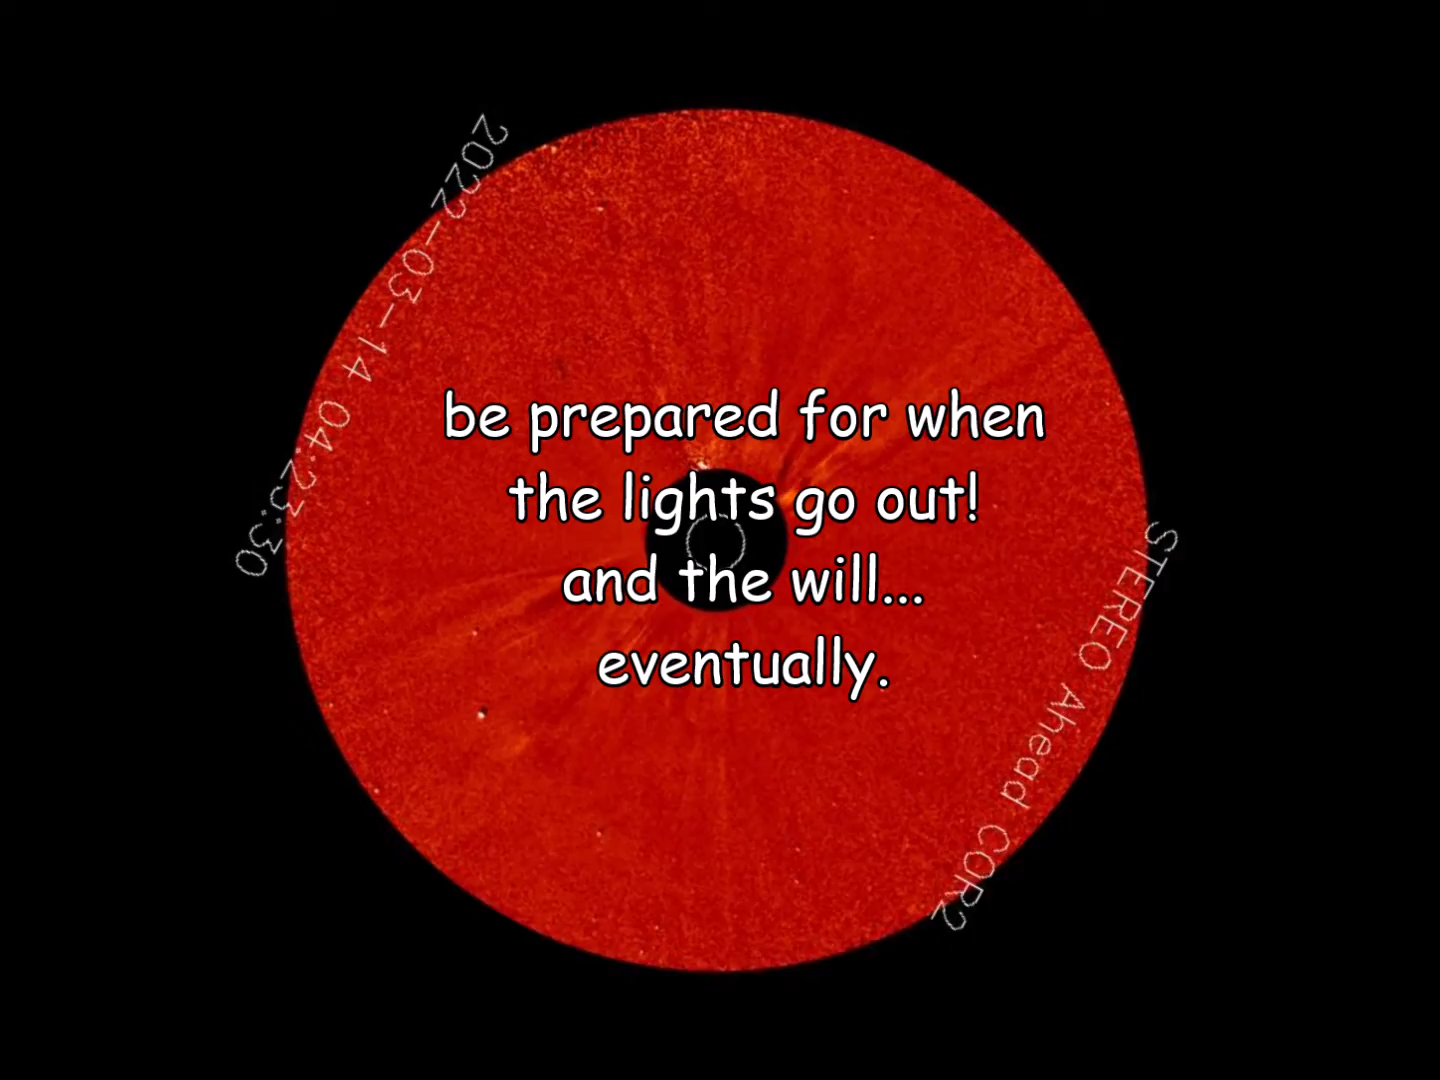 2022-03-14 04:23:30
be prepared for when
the lights go out!
and the will...
eventually.
STEREO Ahead COR2